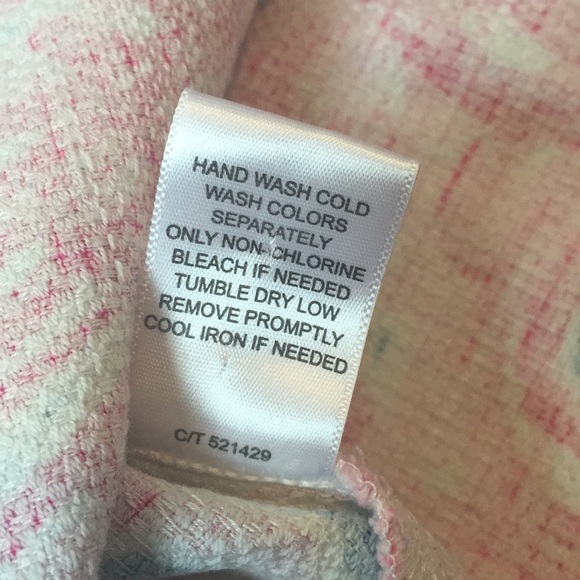 HAND WASH COLD
WASH COLORS
SEPARATELY
ONLY NON-CHLORINE
BLEACH IF NEEDED
TUMBLE DRY LOW
REMOVE PROMPTLY
COOL IRON IF NEEDED
C/T 521429